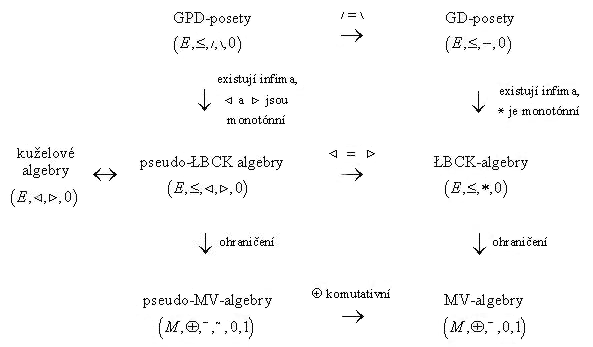 GPD-posety
/ = \
GD-posety
(E,≤,/,\,0)
→
(E,≤,−,0)
↓
existují infima,
◁ a ▷ jsou
monotónní
↓
existují infima,
* je monotónní
kuželové
algebry
(E,◁,▷,0)
↔
pseudo-ŁBCK algebry
(E,≤,◁,▷,0)
◁ = ▷
→
ŁBCK-algebry
(E,≤,*,0)
↓ ohraničení
↓ ohraničení
pseudo-MV-algebry
⊕ komutativní
MV-algebry
(M,⊕,⁻,˜,0,1)
→
(M,⊕,⁻,0,1)